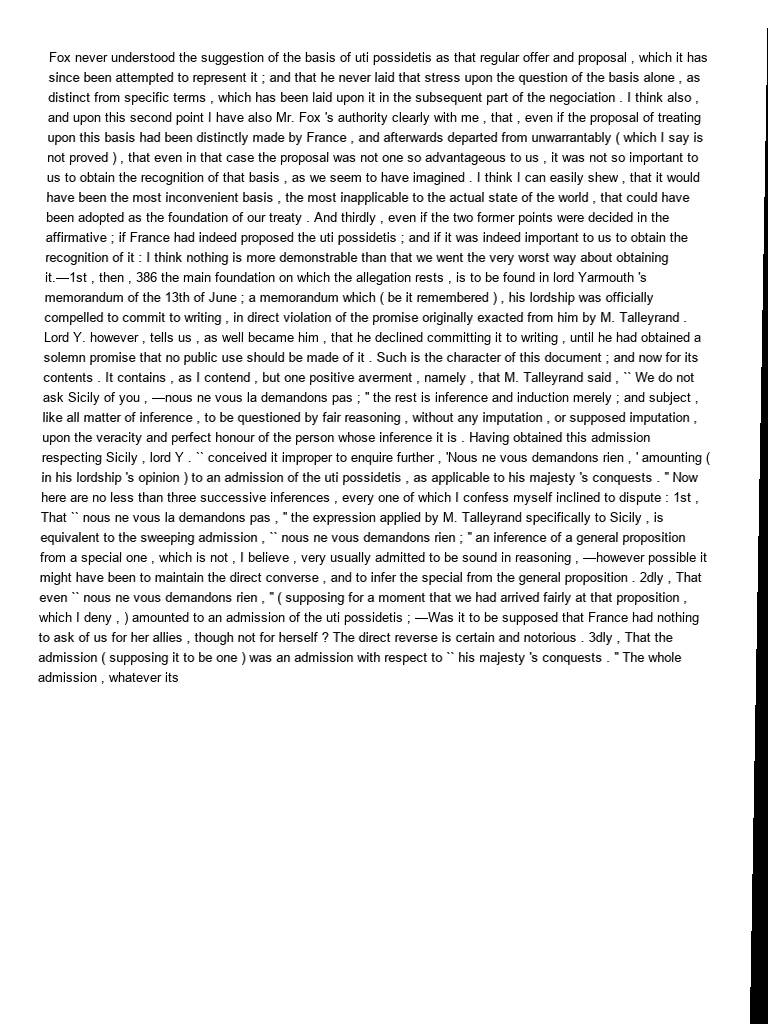 Fox never understood the suggestion of the basis of uti possidetis as that regular offer and proposal , which it has
since been attempted to represent it ; and that he never laid that stress upon the question of the basis alone , as
distinct from specific terms , which has been laid upon it in the subsequent part of the negociation . I think also ,
and upon this second point I have also Mr. Fox 's authority clearly with me , that , even if the proposal of treating
upon this basis had been distinctly made by France , and afterwards departed from unwarrantably ( which I say is
not proved ) , that even in that case the proposal was not one so advantageous to us , it was not so important to
us to obtain the recognition of that basis , as we seem to have imagined . I think I can easily shew , that it would
have been the most inconvenient basis , the most inapplicable to the actual state of the world , that could have
been adopted as the foundation of our treaty . And thirdly , even if the two former points were decided in the
affirmative ; if France had indeed proposed the uti possidetis ; and if it was indeed important to us to obtain the
recognition of it : I think nothing is more demonstrable than that we went the very worst way about obtaining
it.—1st , then , 386 the main foundation on which the allegation rests , is to be found in lord Yarmouth 's
memorandum of the 13th of June ; a memorandum which ( be it remembered ) , his lordship was officially
compelled to commit to writing , in direct violation of the promise originally exacted from him by M. Talleyrand .
Lord Y. however , tells us , as well became him , that he declined committing it to writing , until he had obtained a
solemn promise that no public use should be made of it . Such is the character of this document ; and now for its
contents . It contains , as I contend , but one positive averment , namely , that M. Talleyrand said , `` We do not
ask Sicily of you , —nous ne vous la demandons pas ; " the rest is inference and induction merely ; and subject ,
like all matter of inference , to be questioned by fair reasoning , without any imputation , or supposed imputation ,
upon the veracity and perfect honour of the person whose inference it is . Having obtained this admission
respecting Sicily , lord Y . `` conceived it improper to enquire further , 'Nous ne vous demandons rien , ' amounting (
in his lordship 's opinion ) to an admission of the uti possidetis , as applicable to his majesty 's conquests . " Now
here are no less than three successive inferences , every one of which I confess myself inclined to dispute : 1st ,
That `` nous ne vous la demandons pas , " the expression applied by M. Talleyrand specifically to Sicily , is
equivalent to the sweeping admission , `` nous ne vous demandons rien ; " an inference of a general proposition
from a special one , which is not , I believe , very usually admitted to be sound in reasoning , —however possible it
might have been to maintain the direct converse , and to infer the special from the general proposition . 2dly , That
even `` nous ne vous demandons rien , " ( supposing for a moment that we had arrived fairly at that proposition ,
which I deny , ) amounted to an admission of the uti possidetis ; —Was it to be supposed that France had nothing
to ask of us for her allies , though not for herself ? The direct reverse is certain and notorious . 3dly , That the
admission ( supposing it to be one ) was an admission with respect to `` his majesty 's conquests . " The whole
admission , whatever its